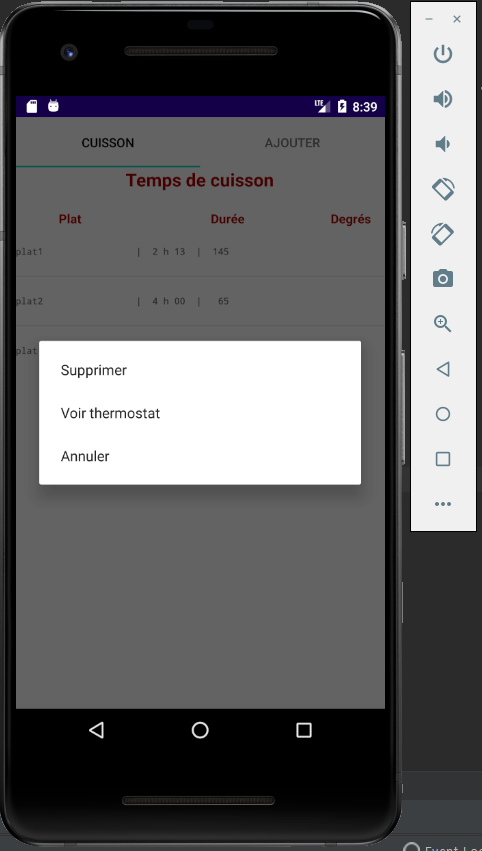 LTE 8:39
CUISSON AJOUTER
Temps de cuisson
Plat Durée Degrés
plat1 | 2 h 13 | 145
plat2 | 4 h 00 | 65
plat
Supprimer
Voir thermostat
Annuler
Event